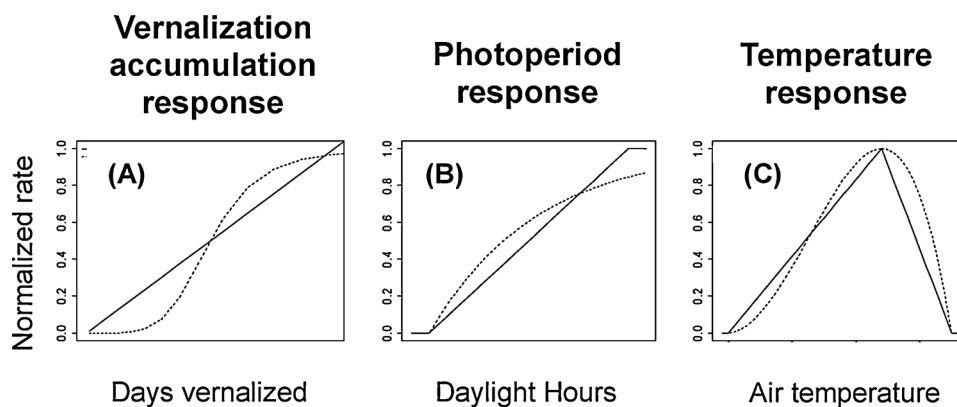 Vernalization
accumulation
response
Photoperiod
response
Temperature
response
Normalized rate
1.0
0.8
0.6
0.4
0.2
0.0
(A)
1.0
0.8
0.6
0.4
0.2
0.0
(B)
1.0
0.8
0.6
0.4
0.2
0.0
(C)
Days vernalized
Daylight Hours
Air temperature